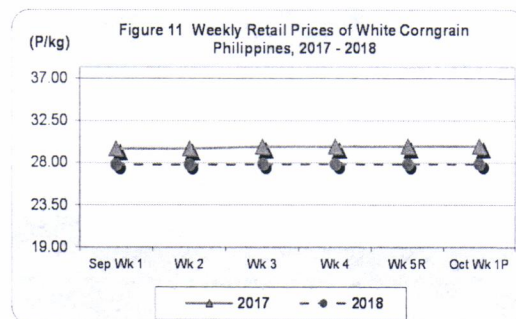 Figure 11 Weekly Retail Prices of White Corngrain
Philippines, 2017 - 2018
(P/kg)
37.00
32.50
28.00
23.50
19.00
Sep Wk 1 Wk 2 Wk 3 Wk 4 Wk 5R Oct Wk 1P
2017 2018